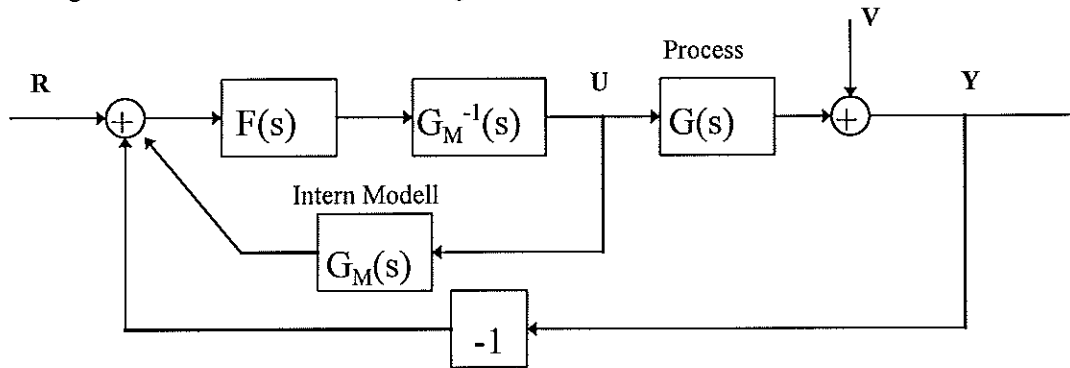 V
Process
R
U
Y
+
F(s)
G_M^{-1}(s)
G(s)
+
Intern Modell
G_M(s)
-1